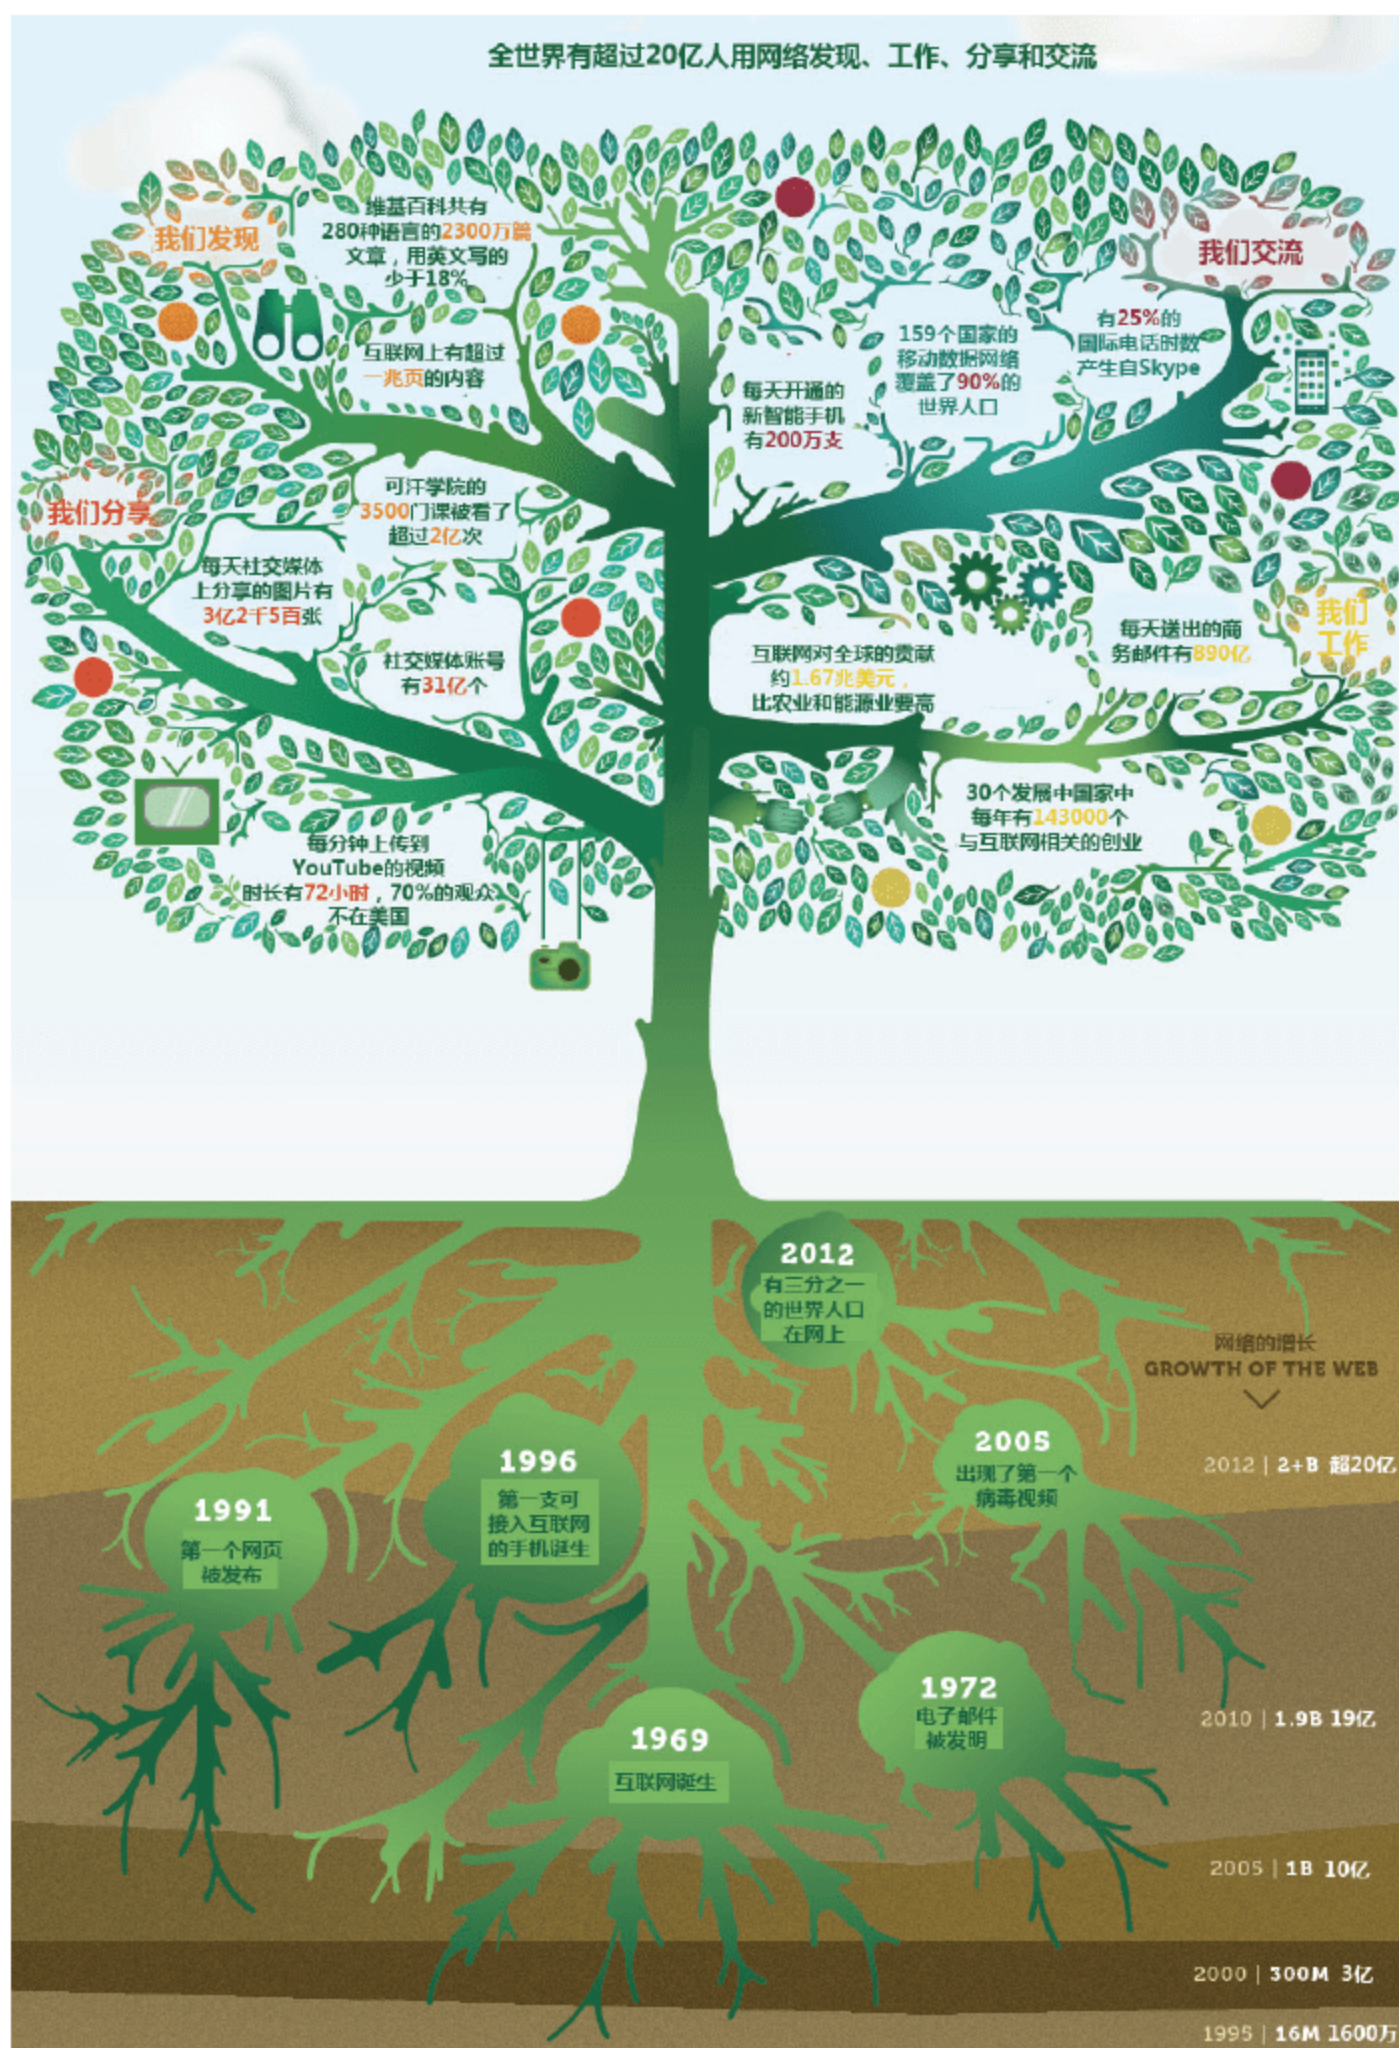 全世界有超过20亿人用网络发现、工作、分享和交流
我们发现
维基百科共有
280种语言的2300万篇
文章，用英文写的
少于18%
互联网上有超过
一兆页的内容
可汗学院的
3500门课被看了
超过2亿次
我们分享
每天社交媒体
上分享的图片有
3亿2千5百张
社交媒体账号
有31亿个
每分钟上传到
YouTube的视频
时长有72小时，70%的观众
不在美国
我们交流
有25%的
国际电话时数
产生自Skype
159个国家的
移动数据网络
覆盖了90%的
世界人口
每天开通的
新智能手机
有200万支
我们
工作
每天送出的商
务邮件有890亿
互联网对全球的贡献
约1.67兆美元，
比农业和能源业要高
30个发展中国家中
每年有143000个
与互联网相关的创业
2012
有三分之一
的世界人口
在网上
网络的增长
GROWTH OF THE WEB
2005
出现了第一个
病毒视频
1996
第一支可
接入互联网
的手机诞生
1991
第一个网页
被发布
1972
电子邮件
被发明
1969
互联网诞生
2012 | 2+B 超20亿
2010 | 1.9B 19亿
2005 | 1B 10亿
2000 | 300M 3亿
1995 | 16M 1600万